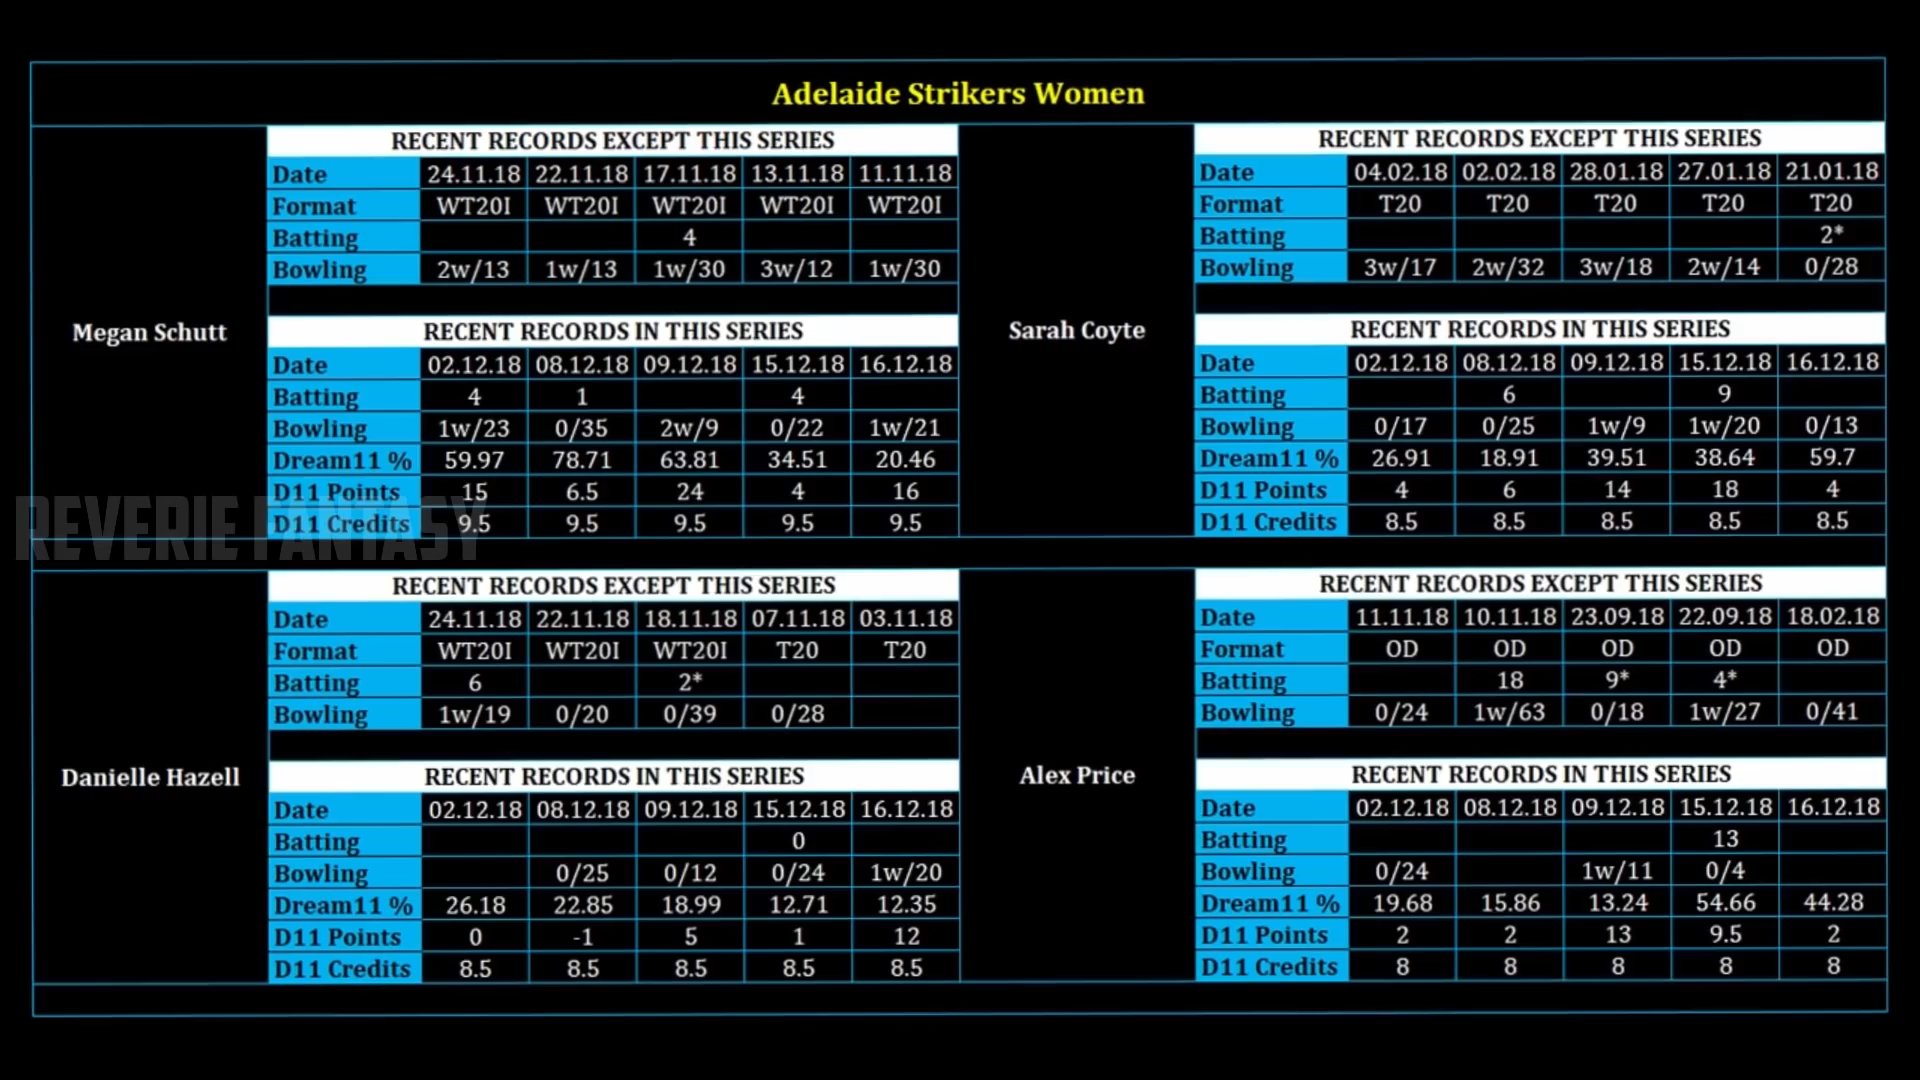 Adelaide Strikers Women
Megan Schutt
RECENT RECORDS EXCEPT THIS SERIES
Date 24.11.18 22.11.18 17.11.18 13.11.18 11.11.18
Format WT20I WT20I WT20I WT20I WT20I
Batting 4
Bowling 2w/13 1w/13 1w/30 3w/12 1w/30
RECENT RECORDS IN THIS SERIES
Date 02.12.18 08.12.18 09.12.18 15.12.18 16.12.18
Batting 4 1 4
Bowling 1w/23 0/35 2w/9 0/22 1w/21
Dream11 % 59.97 78.71 63.81 34.51 20.46
D11 Points 15 6.5 24 4 16
D11 Credits 9.5 9.5 9.5 9.5 9.5
Sarah Coyte
RECENT RECORDS EXCEPT THIS SERIES
Date 04.02.18 02.02.18 28.01.18 27.01.18 21.01.18
Format T20 T20 T20 T20 T20
Batting 2*
Bowling 3w/17 2w/32 3w/18 2w/14 0/28
RECENT RECORDS IN THIS SERIES
Date 02.12.18 08.12.18 09.12.18 15.12.18 16.12.18
Batting 6 9
Bowling 0/17 0/25 1w/9 1w/20 0/13
Dream11 % 26.91 18.91 39.51 38.64 59.7
D11 Points 4 6 14 18 4
D11 Credits 8.5 8.5 8.5 8.5 8.5
REVERIE FANTASY
Danielle Hazell
RECENT RECORDS EXCEPT THIS SERIES
Date 24.11.18 22.11.18 18.11.18 07.11.18 03.11.18
Format WT20I WT20I WT20I T20 T20
Batting 6 2*
Bowling 1w/19 0/20 0/39 0/28
RECENT RECORDS IN THIS SERIES
Date 02.12.18 08.12.18 09.12.18 15.12.18 16.12.18
Batting 0
Bowling 0/25 0/12 0/24 1w/20
Dream11 % 26.18 22.85 18.99 12.71 12.35
D11 Points 0 -1 5 1 12
D11 Credits 8.5 8.5 8.5 8.5 8.5
Alex Price
RECENT RECORDS EXCEPT THIS SERIES
Date 11.11.18 10.11.18 23.09.18 22.09.18 18.02.18
Format OD OD OD OD OD
Batting 18 9* 4*
Bowling 0/24 1w/63 0/18 1w/27 0/41
RECENT RECORDS IN THIS SERIES
Date 02.12.18 08.12.18 09.12.18 15.12.18 16.12.18
Batting 13
Bowling 0/24 1w/11 0/4
Dream11 % 19.68 15.86 13.24 54.66 44.28
D11 Points 2 2 13 9.5 2
D11 Credits 8 8 8 8 8